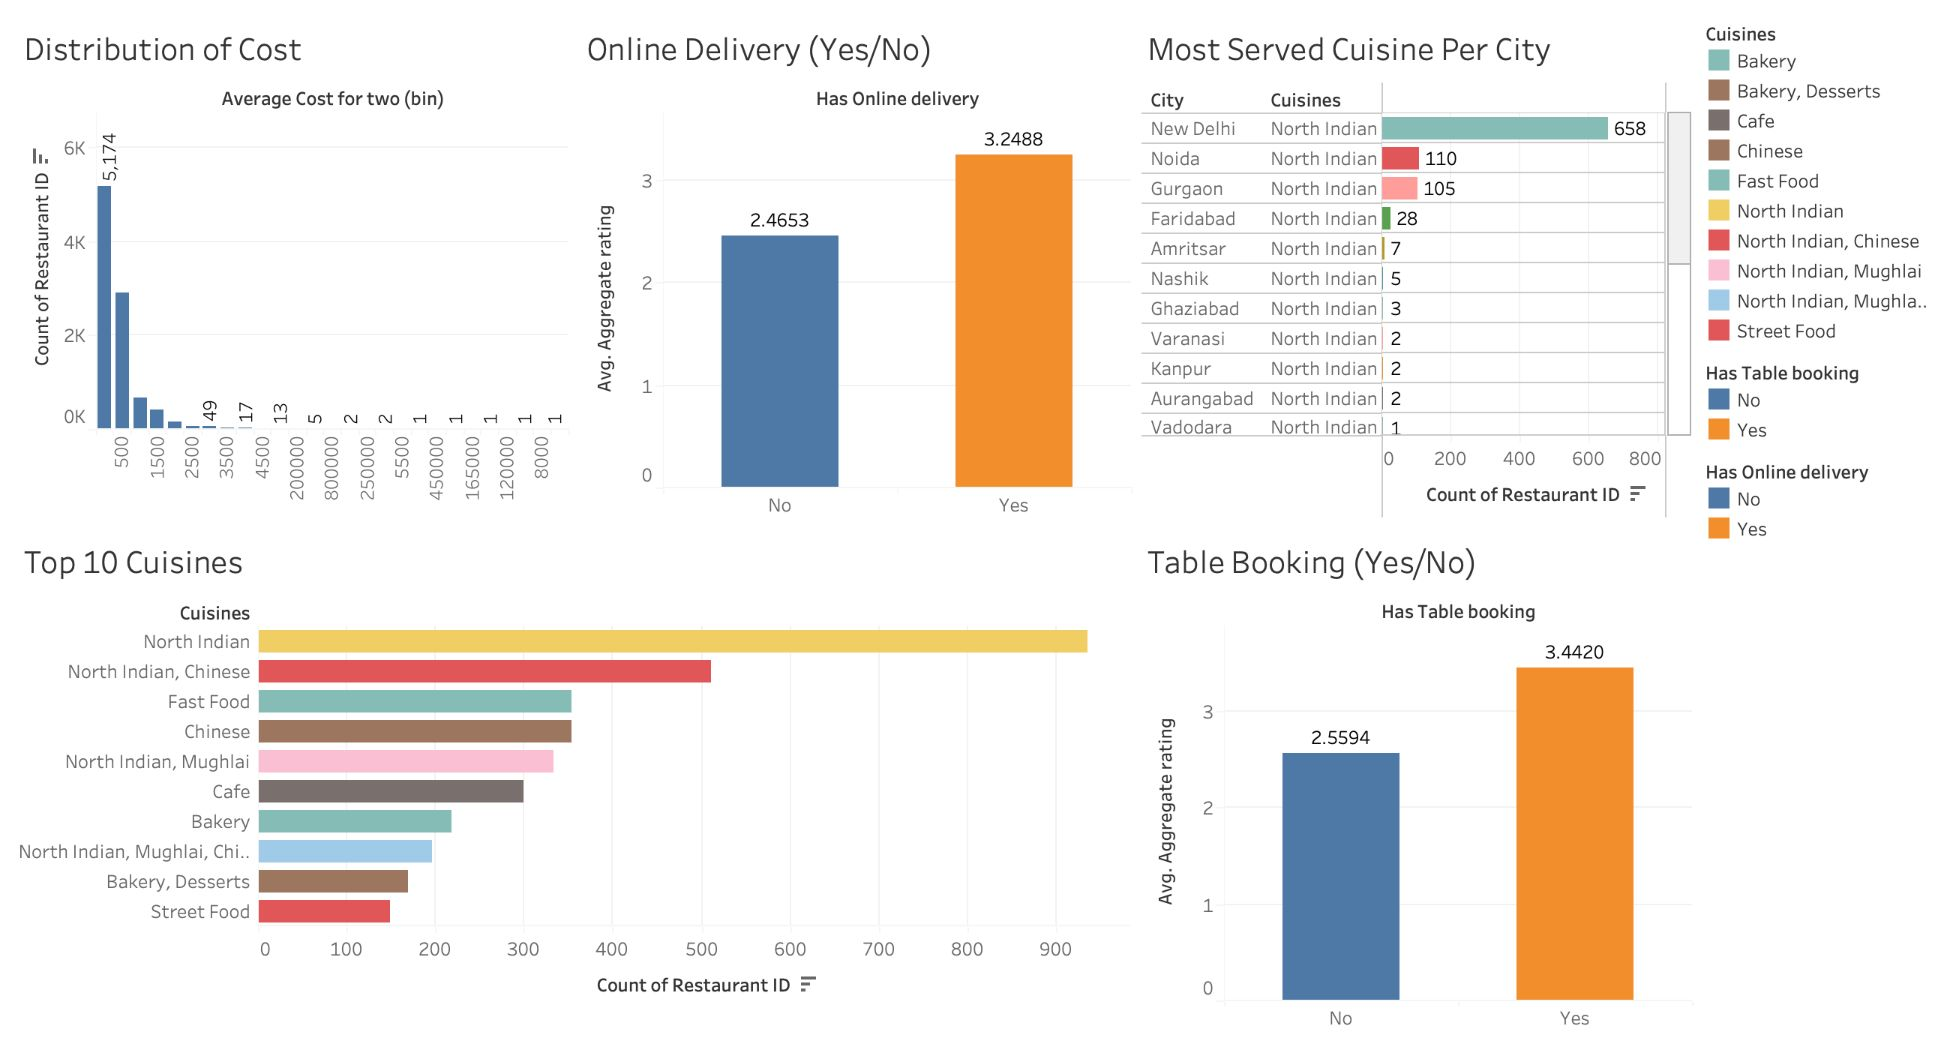 Distribution of Cost
Average Cost for two (bin)
Count of Restaurant ID
6K
4K
2K
0K
5,174
49
17
13
5
2
2
1
1
1
1
1
500
1500
2500
3500
4500
200000
800000
250000
5500
450000
165000
120000
8000
Online Delivery (Yes/No)
Has Online delivery
Avg. Aggregate rating
3
2
1
0
2.4653
3.2488
No
Yes
Most Served Cuisine Per City
City Cuisines
New Delhi North Indian 658
Noida North Indian 110
Gurgaon North Indian 105
Faridabad North Indian 28
Amritsar North Indian 7
Nashik North Indian 5
Ghaziabad North Indian 3
Varanasi North Indian 2
Kanpur North Indian 2
Aurangabad North Indian 2
Vadodara North Indian 1
0 200 400 600 800
Count of Restaurant ID
Cuisines
Bakery
Bakery, Desserts
Cafe
Chinese
Fast Food
North Indian
North Indian, Chinese
North Indian, Mughlai
North Indian, Mughla..
Street Food
Has Table booking
No
Yes
Has Online delivery
No
Yes
Top 10 Cuisines
Cuisines
North Indian
North Indian, Chinese
Fast Food
Chinese
North Indian, Mughlai
Cafe
Bakery
North Indian, Mughlai, Chi..
Bakery, Desserts
Street Food
0 100 200 300 400 500 600 700 800 900
Count of Restaurant ID
Table Booking (Yes/No)
Has Table booking
Avg. Aggregate rating
3
2
1
0
2.5594
3.4420
No
Yes